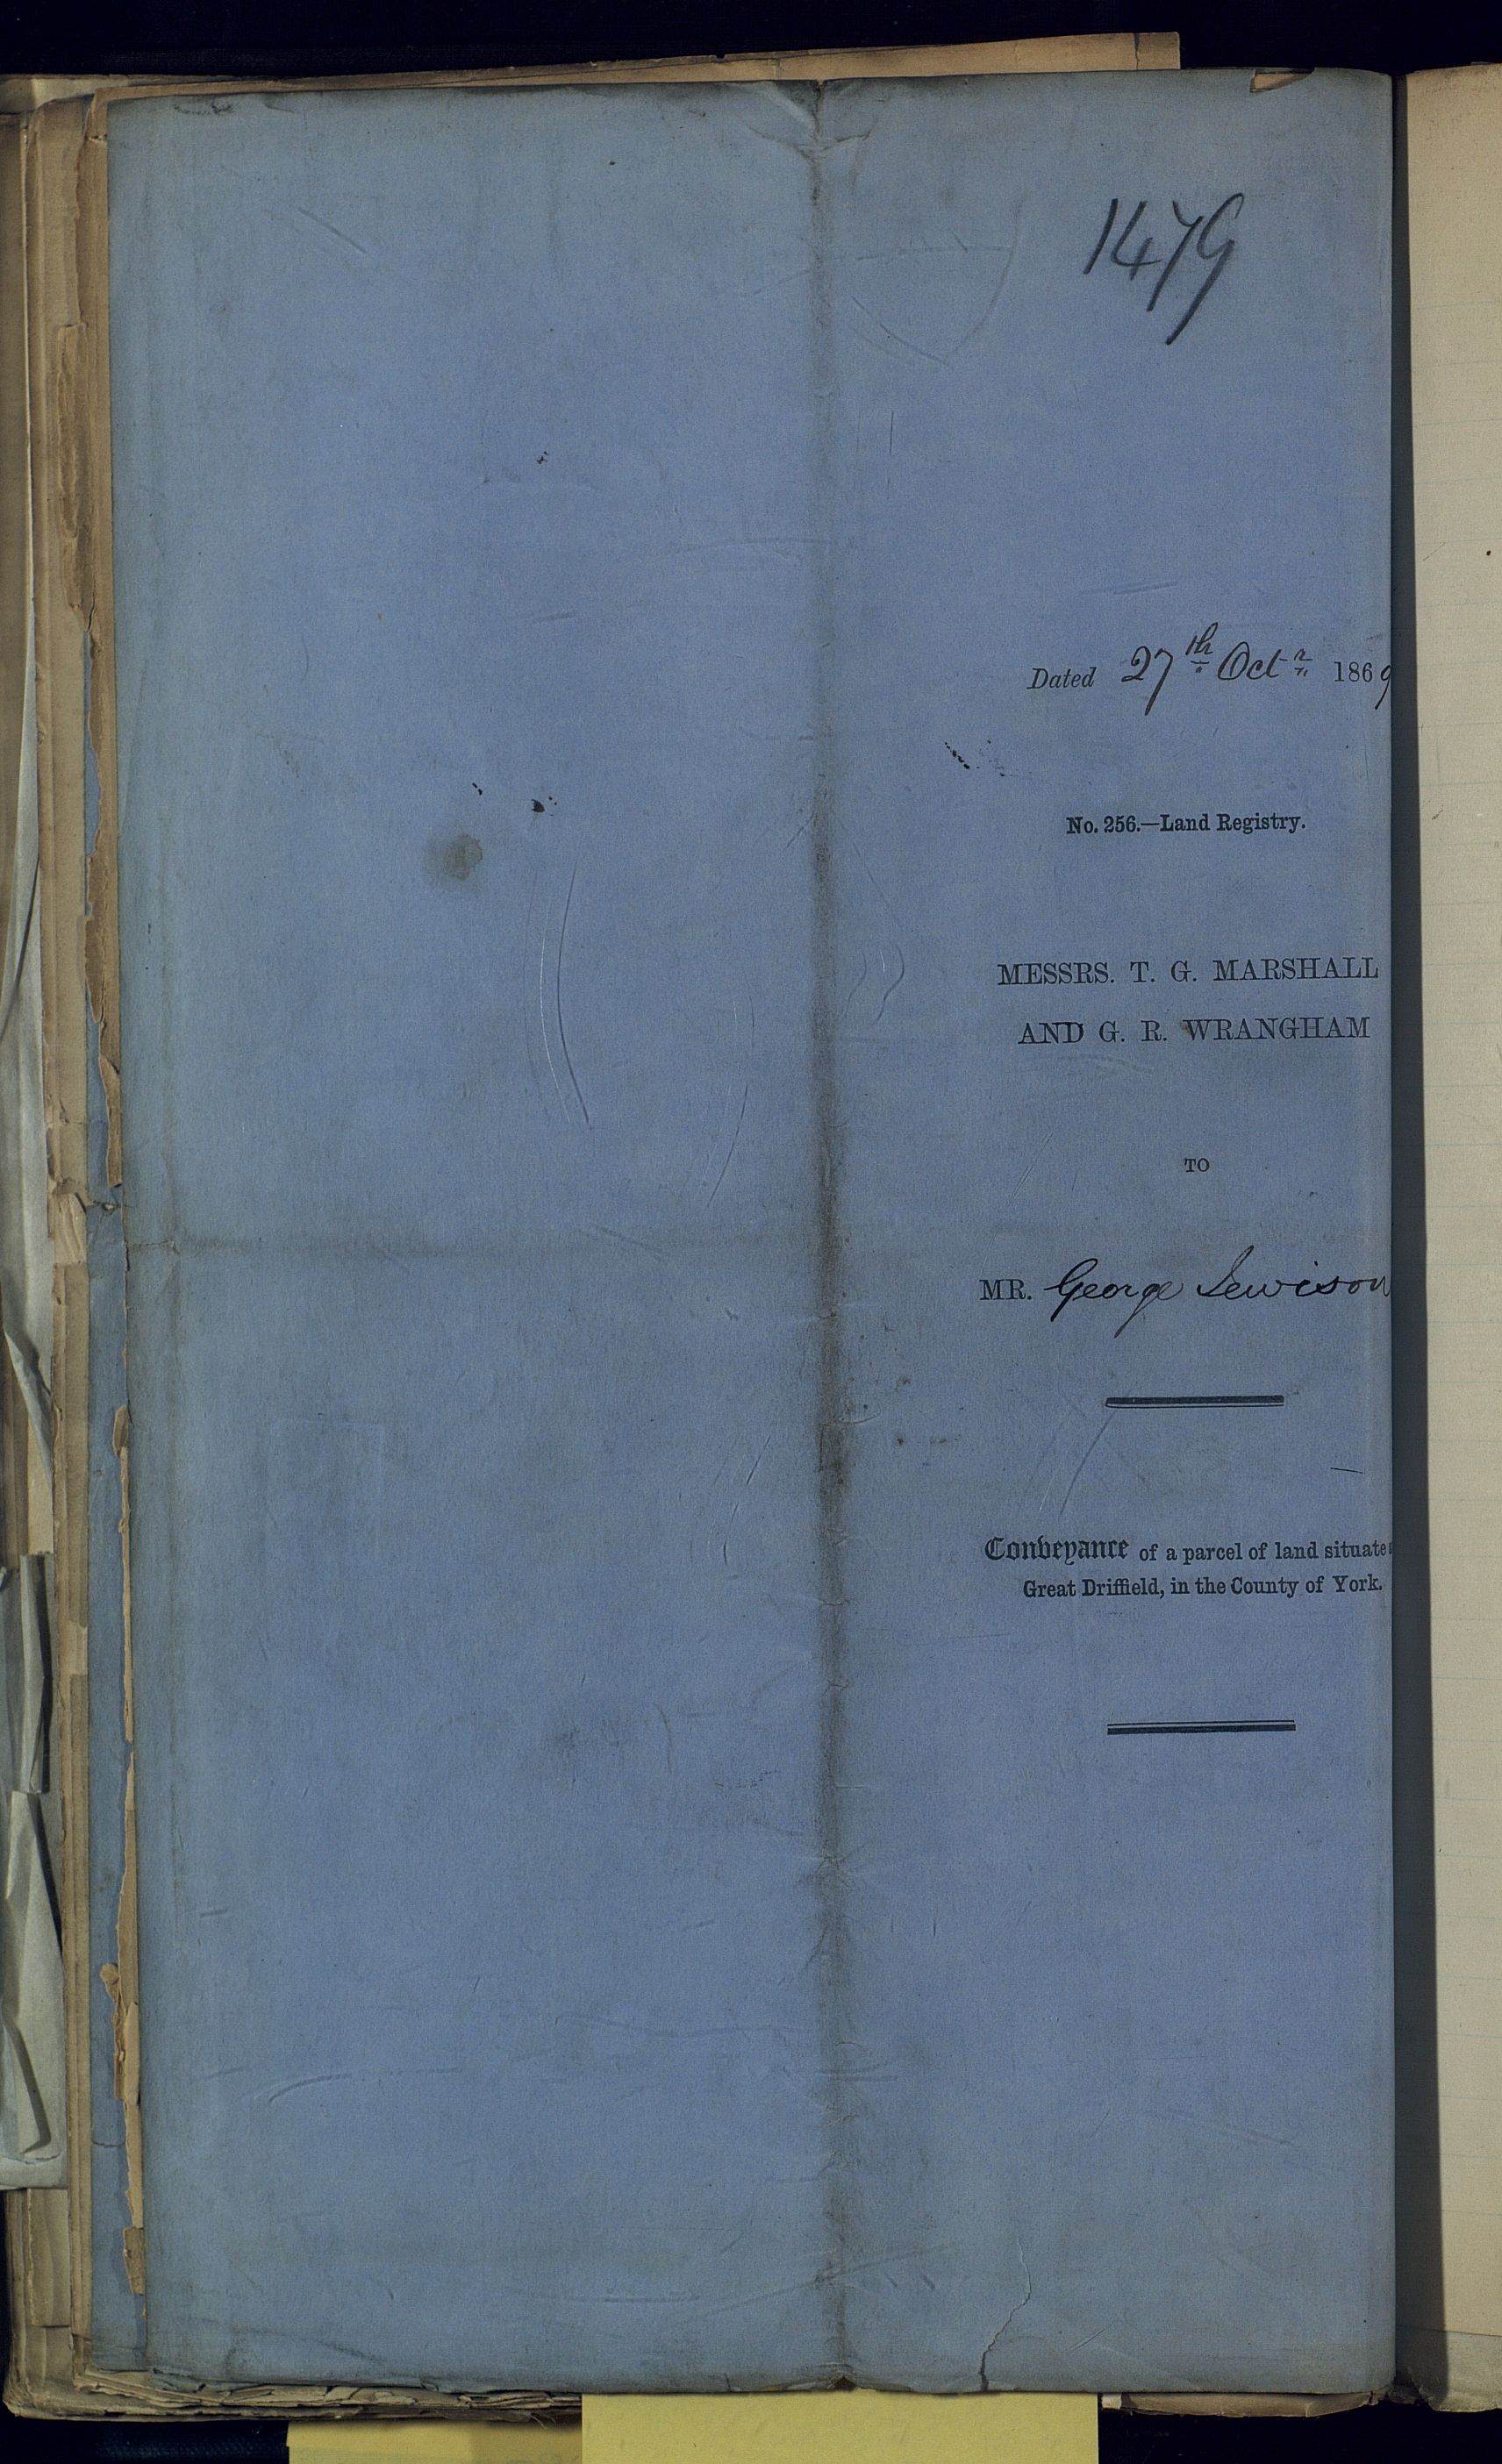 1479
Dated 27th Octr 1869
No. 256.—Land Registry.
MESSRS. T. G. MARSHALL
AND G. R. WRANGHAM
TO
MR. George Lewison
Conveyance of a parcel of land situate
Great Driffield, in the County of York.